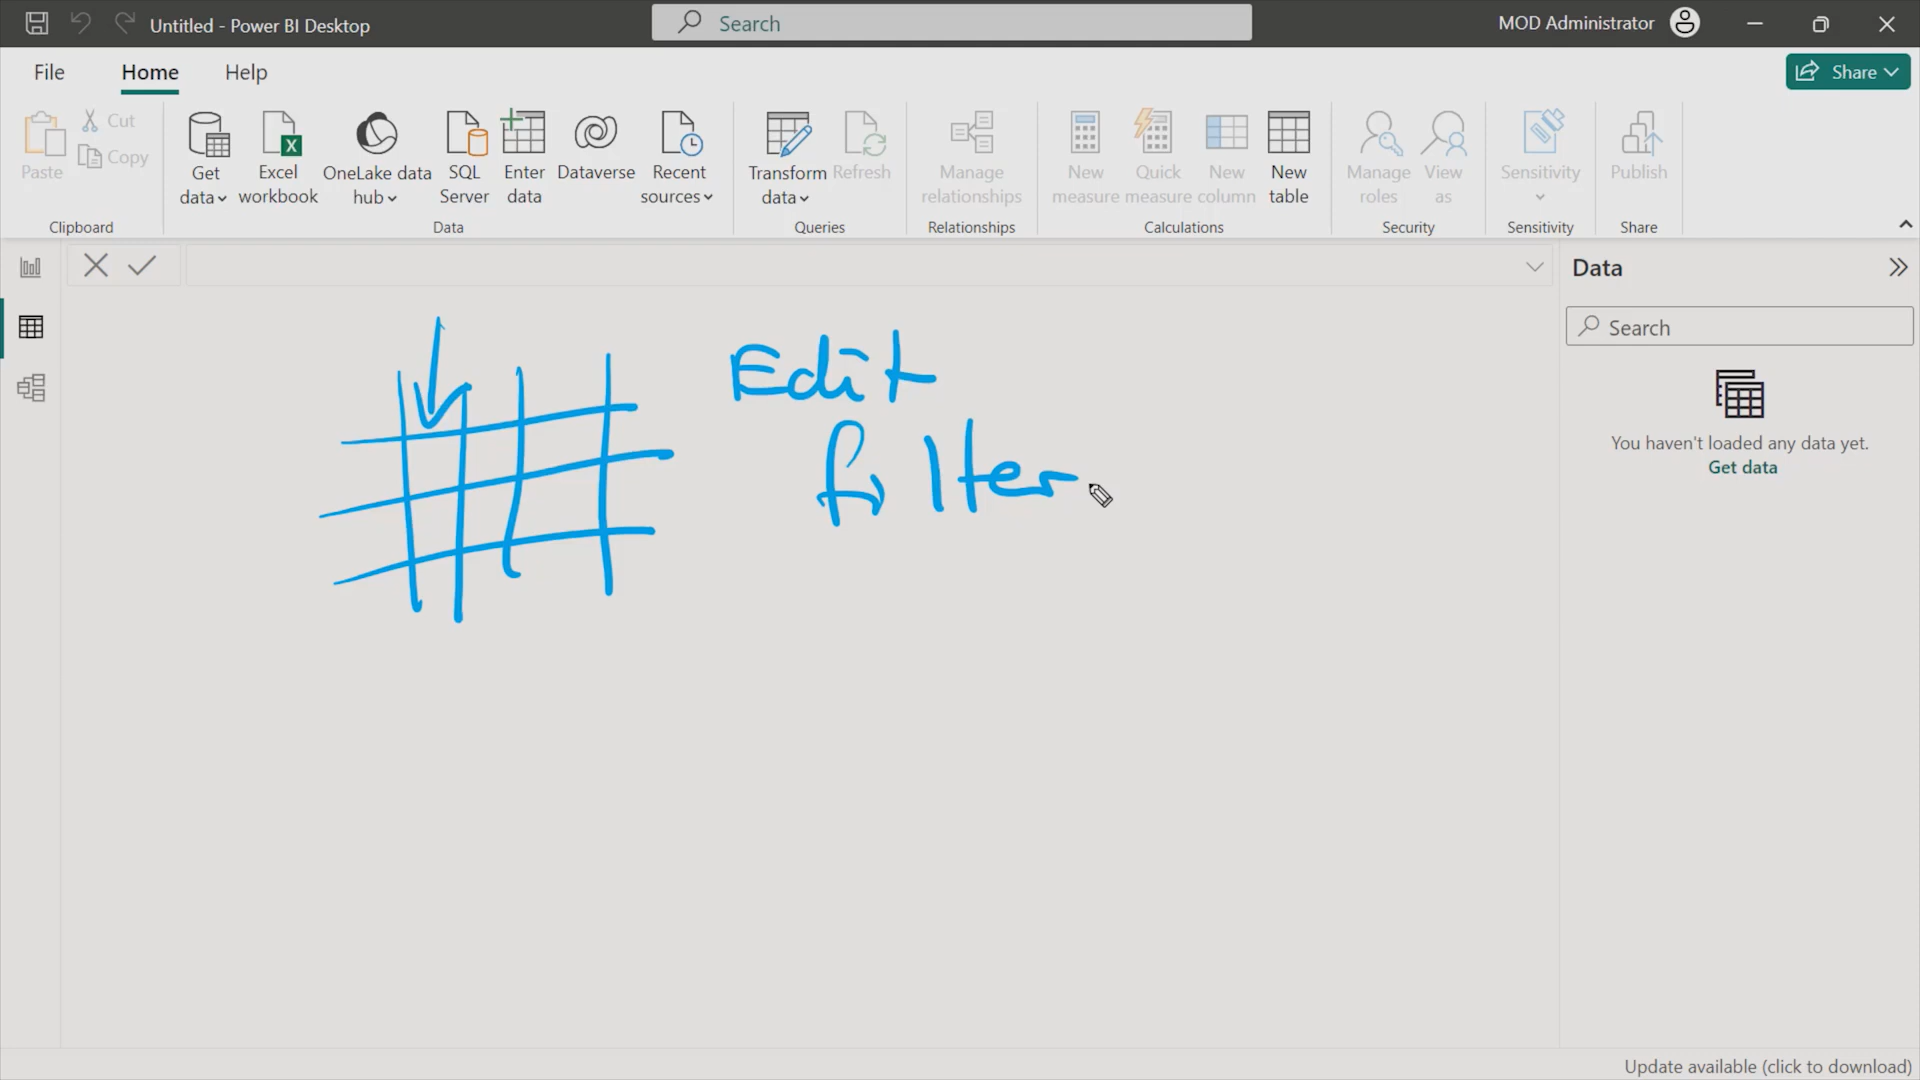 Untitled - Power BI Desktop
Search
MOD Administrator
File
Home
Help
Share
Paste
Cut
Copy
Clipboard
Get data
Excel workbook
OneLake data hub
SQL Server
Enter data
Dataverse
Recent sources
Data
Transform data
Refresh
Queries
Manage relationships
Relationships
New measure
Quick measure
New column
New table
Calculations
Manage roles
View as
Security
Sensitivity
Sensitivity
Publish
Share
Edit
filter
Data
Search
You haven't loaded any data yet.
Get data
Update available (click to download)